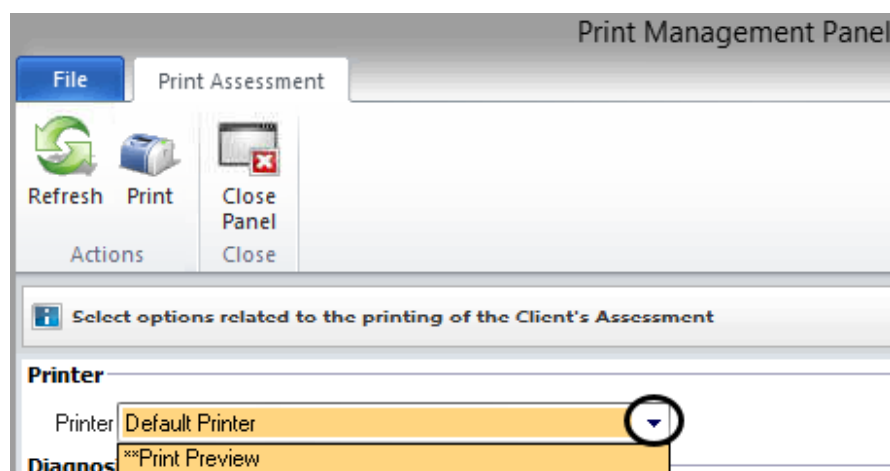 Print Management Panel
File Print Assessment
Refresh Print Close Panel
Actions Close
Select options related to the printing of the Client's Assessment
Printer
Printer Default Printer
**Print Preview